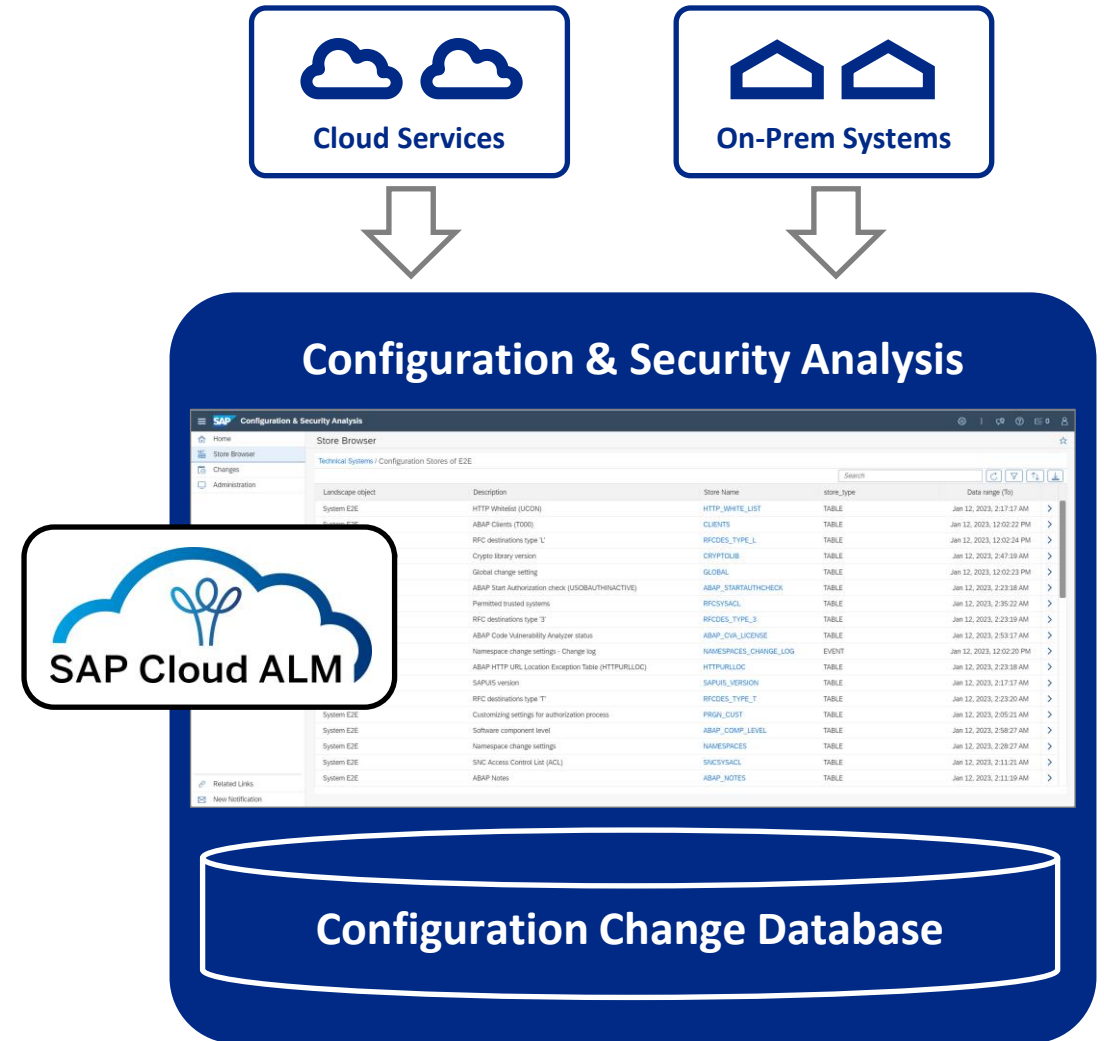 Cloud Services
On-Prem Systems
Configuration & Security Analysis
SAP Configuration & Security Analysis
0
Home
Store Browser
Changes
Administration
Related Links
New Notification
Store Browser
Technical Systems / Configuration Stores of E2E
Search
Landscape object Description Store Name store_type Date range (To)
System E2E HTTP Whitelist (UCON) HTTP_WHITE_LIST TABLE Jan 12, 2023, 2:17:17 AM
System E2E ABAP Clients (T000) CLIENTS TABLE Jan 12, 2023, 12:02:22 PM
RFC destinations type 'L' RFCDES_TYPE_L TABLE Jan 12, 2023, 12:02:24 PM
Crypto library version CRYPTOLIB TABLE Jan 12, 2023, 2:47:19 AM
Global change setting GLOBAL TABLE Jan 12, 2023, 12:02:23 PM
ABAP Start Authorization check (USOBAUTHINACTIVE) ABAP_STARTAUTHCHECK TABLE Jan 12, 2023, 2:23:18 AM
Permitted trusted systems RFCSYSACL TABLE Jan 12, 2023, 2:35:22 AM
RFC destinations type '3' RFCDES_TYPE_3 TABLE Jan 12, 2023, 2:23:19 AM
ABAP Code Vulnerability Analyzer status ABAP_CVA_LICENSE TABLE Jan 12, 2023, 2:53:17 AM
Namespace change settings - Change log NAMESPACES_CHANGE_LOG EVENT Jan 12, 2023, 12:02:20 PM
ABAP HTTP URL Location Exception Table (HTTPURLLOC) HTTPURLLOC TABLE Jan 12, 2023, 2:23:18 AM
SAPUI5 version SAPUI5_VERSION TABLE Jan 12, 2023, 2:17:17 AM
RFC destinations type 'T' RFCDES_TYPE_T TABLE Jan 12, 2023, 2:23:20 AM
System E2E Customizing settings for authorization process PRGN_CUST TABLE Jan 12, 2023, 2:05:21 AM
System E2E Software component level ABAP_COMP_LEVEL TABLE Jan 12, 2023, 2:58:27 AM
System E2E Namespace change settings NAMESPACES TABLE Jan 12, 2023, 2:28:27 AM
System E2E SNC Access Control List (ACL) SNCSYSACL TABLE Jan 12, 2023, 2:11:21 AM
System E2E ABAP Notes ABAP_NOTES TABLE Jan 12, 2023, 2:11:19 AM
SAP Cloud ALM
Configuration Change Database